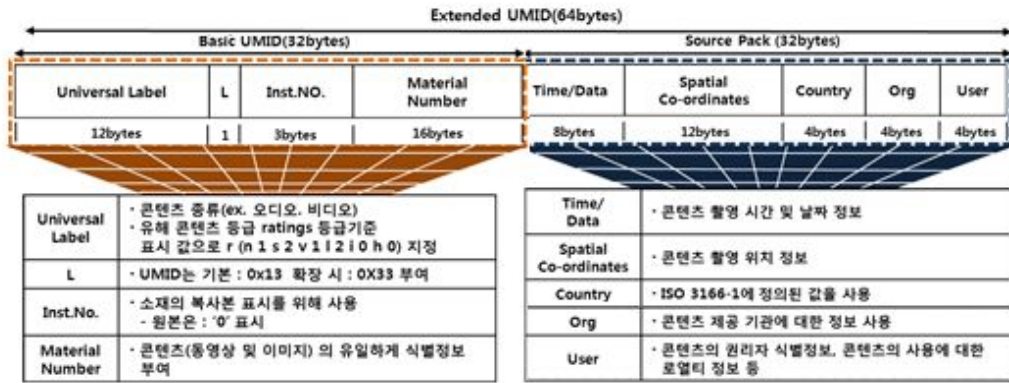 Extended UMID(64bytes)
Basic UMID(32bytes)
Source Pack (32bytes)
Universal Label
L
Inst.NO.
Material
Number
Time/Data
Spatial
Co-ordinates
Country
Org
User
12bytes
1
3bytes
16bytes
8bytes
12bytes
4bytes
4bytes
4bytes
Universal
Label
· 콘텐츠 종류(ex. 오디오. 비디오)
· 유해 콘텐츠 등급 ratings 등급기준
표시 값으로 r (n 1 s 2 v 1 l 2 i 0 h 0) 지정
L
· UMID는 기본 : 0x13 확장 시 : 0X33 부여
Inst.No.
· 소재의 복사본 표시를 위해 사용
- 원본은 : '0' 표시
Material
Number
· 콘텐츠(동영상 및 이미지) 의 유일하게 식별정보
부여
Time/
Data
· 콘텐츠 촬영 시간 및 날짜 정보
Spatial
Co-ordinates
· 콘텐츠 촬영 위치 정보
Country
· ISO 3166-1에 정의된 값을 사용
Org
· 콘텐츠 제공 기관에 대한 정보 사용
User
· 콘텐츠의 권리자 식별정보, 콘텐츠의 사용에 대한
로열티 정보 등